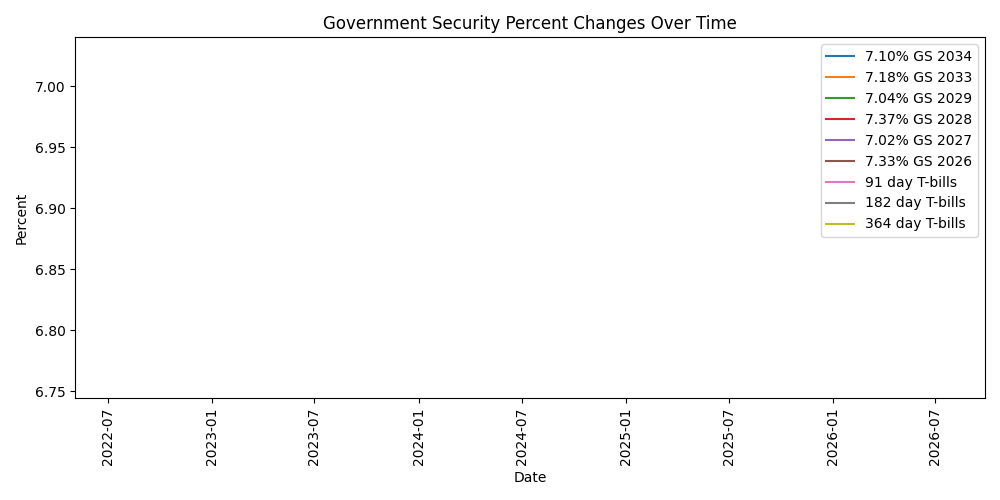 Government Security Percent Changes Over Time
7.10% GS 2034
7.18% GS 2033
7.04% GS 2029
7.37% GS 2028
7.02% GS 2027
7.33% GS 2026
91 day T-bills
182 day T-bills
364 day T-bills
Percent
7.00
6.95
6.90
6.85
6.80
6.75
2022-07
2023-01
2023-07
2024-01
2024-07
2025-01
2025-07
2026-01
2026-07
Date